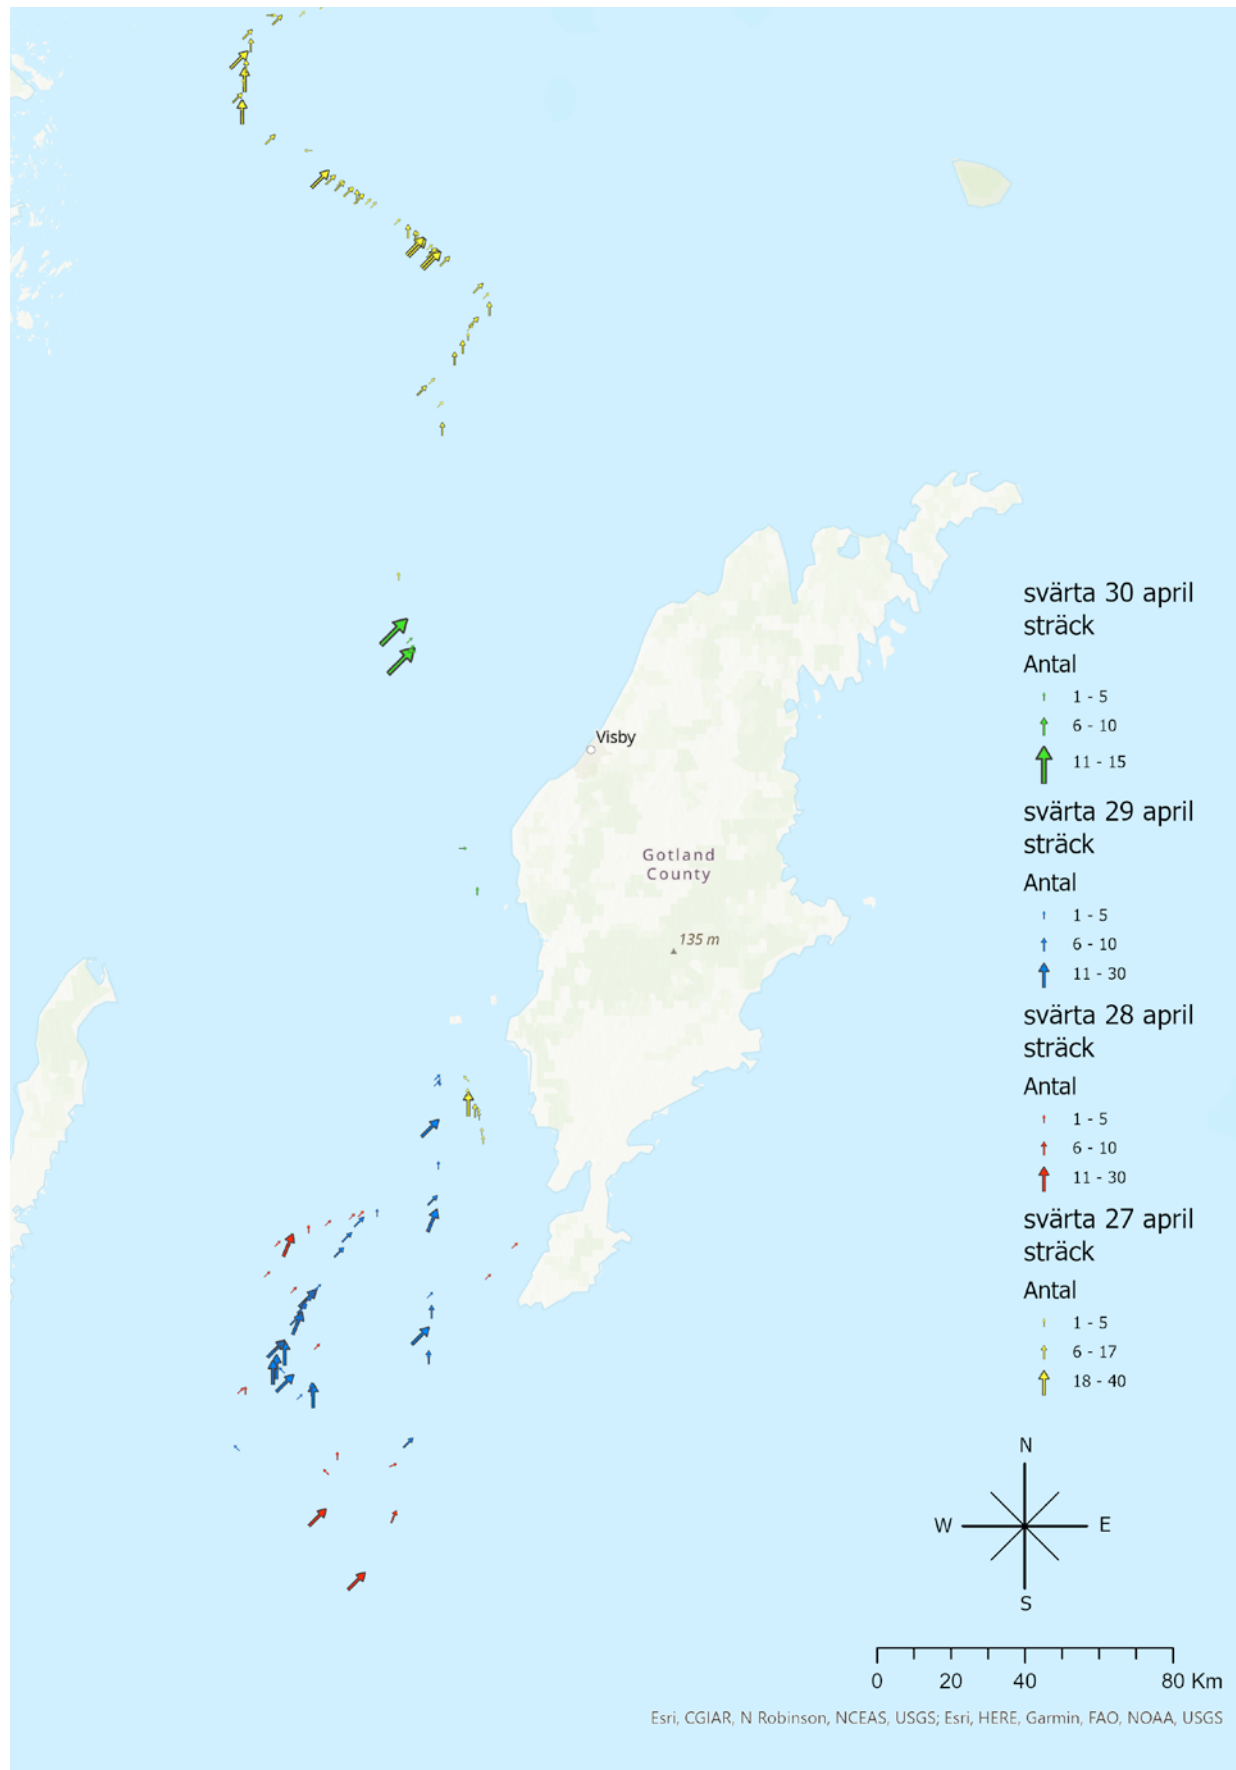 svärta 30 april
sträck
Antal
1 - 5
6 - 10
11 - 15
Visby
svärta 29 april
sträck
Gotland
County
Antal
1 - 5
135 m
6 - 10
11 - 30
svärta 28 april
sträck
Antal
1 - 5
6 - 10
11 - 30
svärta 27 april
sträck
Antal
1 - 5
6 - 17
18 - 40
N
W E
S
0 20 40 80 Km
Esri, CGIAR, N Robinson, NCEAS, USGS; Esri, HERE, Garmin, FAO, NOAA, USGS